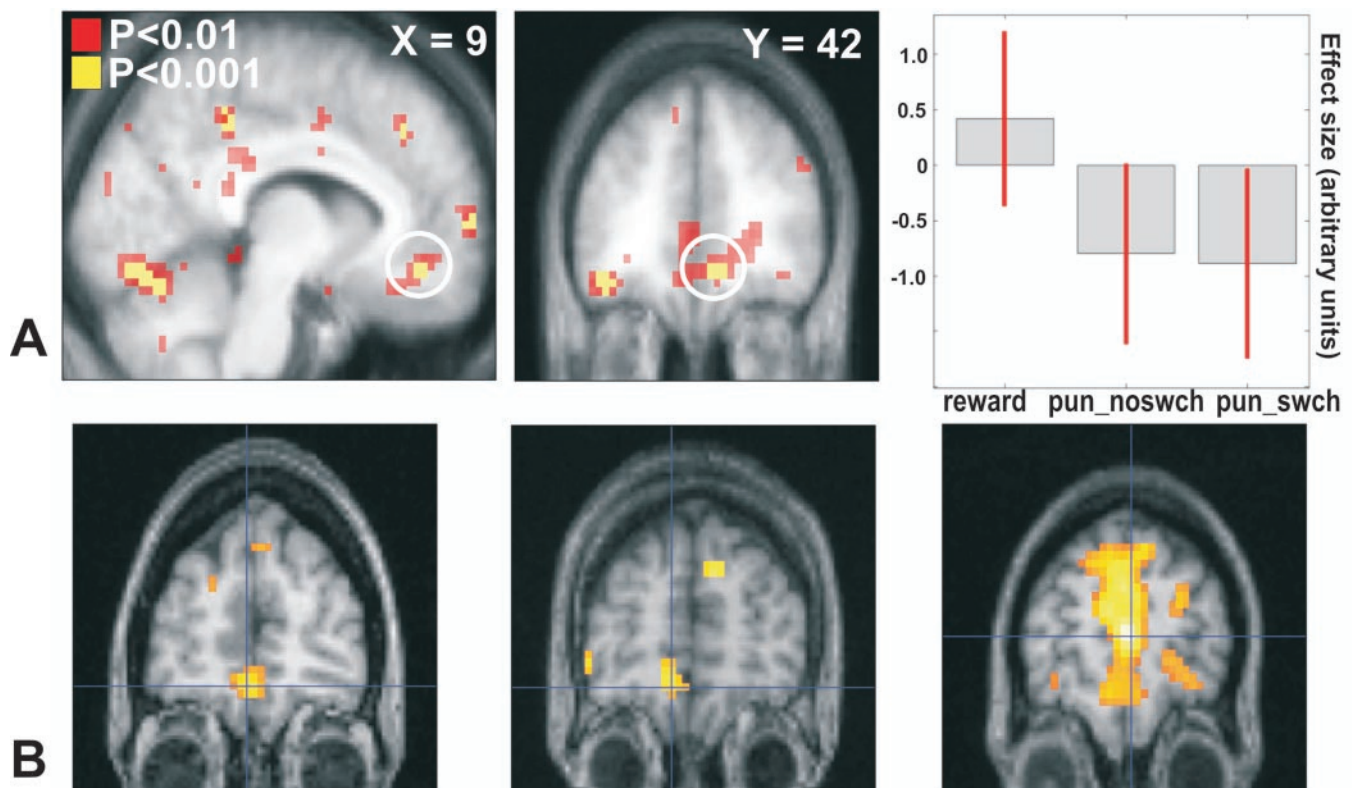 P<0.01
P<0.001
X = 9
Y = 42
1.0
0.5
0
-0.5
-1.0
Effect size (arbitrary units)
reward pun_noswch pun_swch
A
B